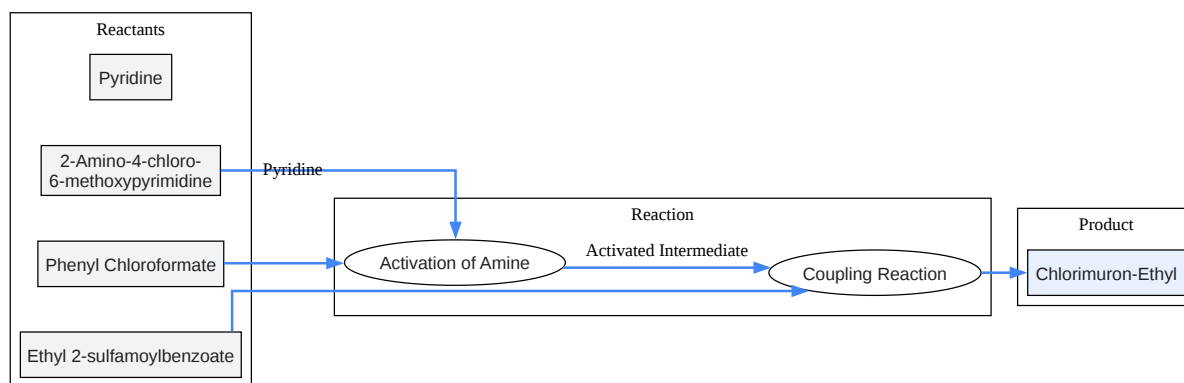 Reactants
Pyridine
2-Amino-4-chloro-
6-methoxypyrimidine
Pyridine
Phenyl Chloroformate
Ethyl 2-sulfamoylbenzoate
Reaction
Activation of Amine
Activated Intermediate
Coupling Reaction
Product
Chlorimuron-Ethyl